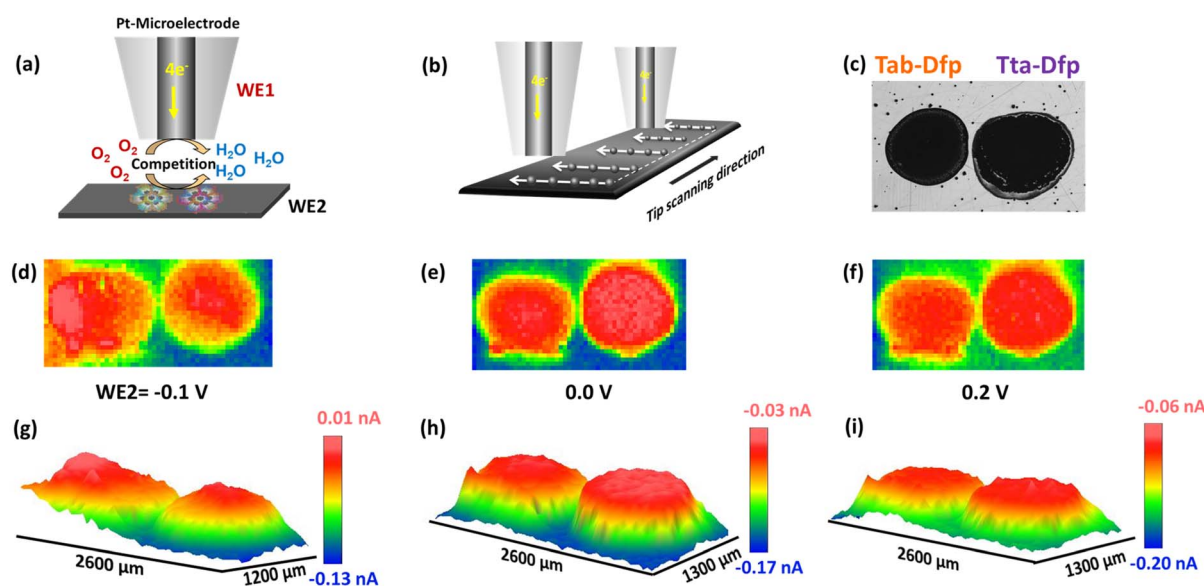 Pt-Microelectrode
(a)
4e-
WE1
O2 O2 O2
Competition
H2O H2O H2O
WE2
(b)
4e-
4e-
Tip scanning direction
(c)
Tab-Dfp Tta-Dfp
(d)
WE2= -0.1 V
(e)
0.0 V
(f)
0.2 V
(g)
0.01 nA
-0.13 nA
2600 µm
1200 µm
(h)
-0.03 nA
-0.17 nA
2600 µm
1300 µm
(i)
-0.06 nA
-0.20 nA
2600 µm
1300 µm